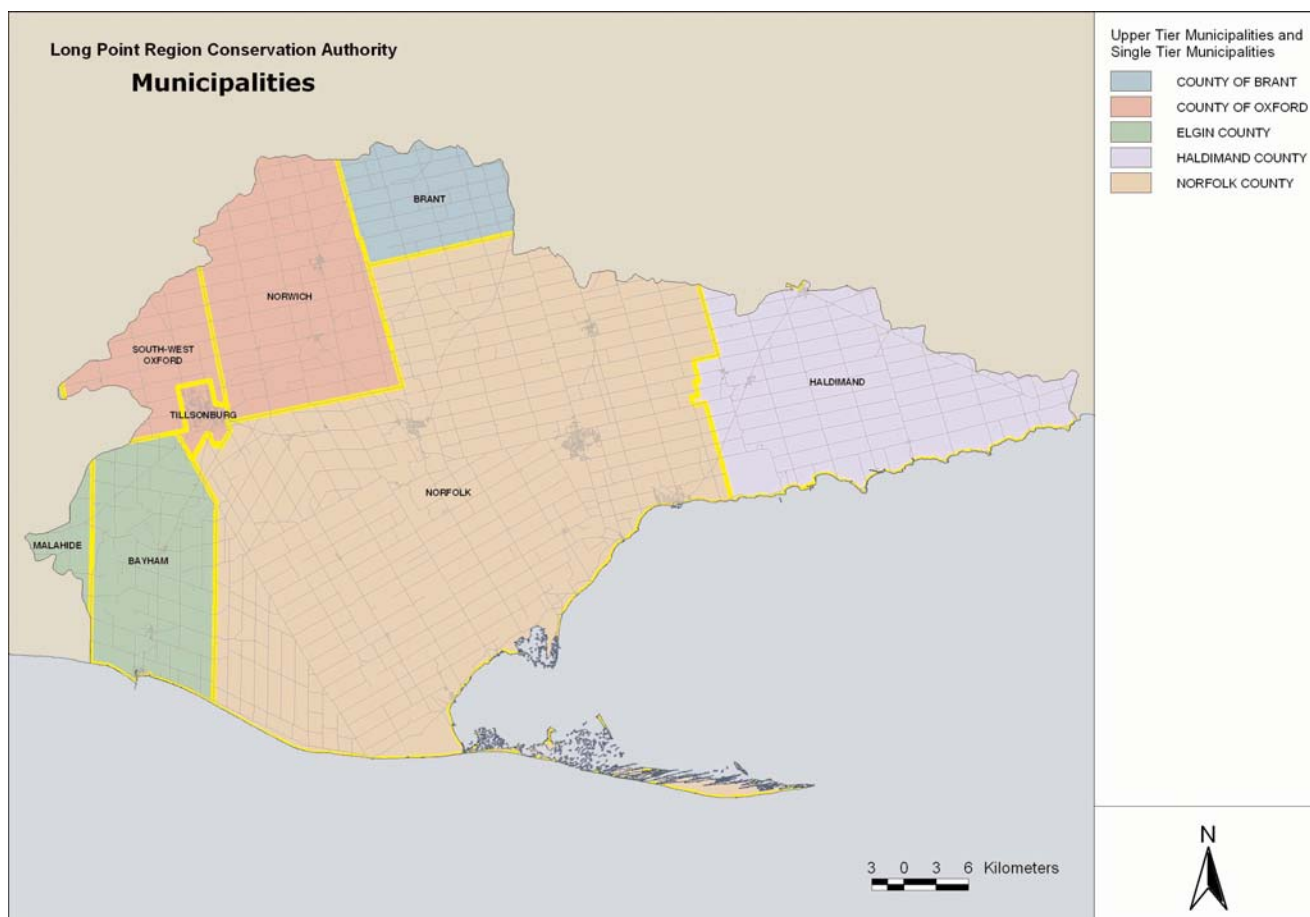 Long Point Region Conservation Authority
Municipalities
Upper Tier Municipalities and
Single Tier Municipalities
COUNTY OF BRANT
COUNTY OF OXFORD
ELGIN COUNTY
HALDIMAND COUNTY
NORFOLK COUNTY
BRANT
NORWICH
SOUTH-WEST
OXFORD
HALDIMAND
TILLSONBURG
NORFOLK
MALAHIDE
BAYHAM
N
3 0 3 6 Kilometers